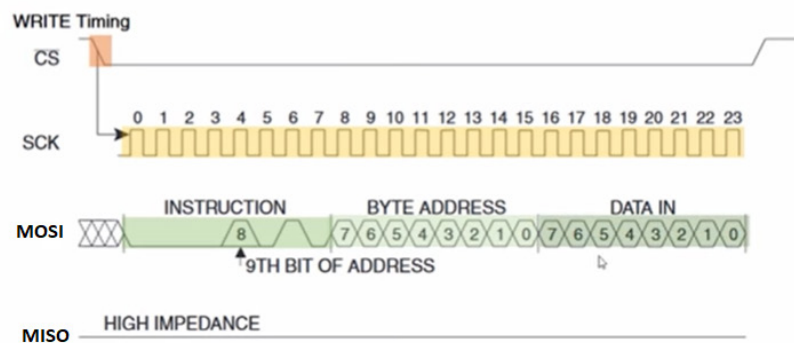 WRITE Timing
CS
0 1 2 3 4 5 6 7 8 9 10 11 12 13 14 15 16 17 18 19 20 21 22 23
SCK
INSTRUCTION BYTE ADDRESS DATA IN
MOSI 8 7 6 5 4 3 2 1 0 7 6 5 4 3 2 1 0
9TH BIT OF ADDRESS
HIGH IMPEDANCE
MISO